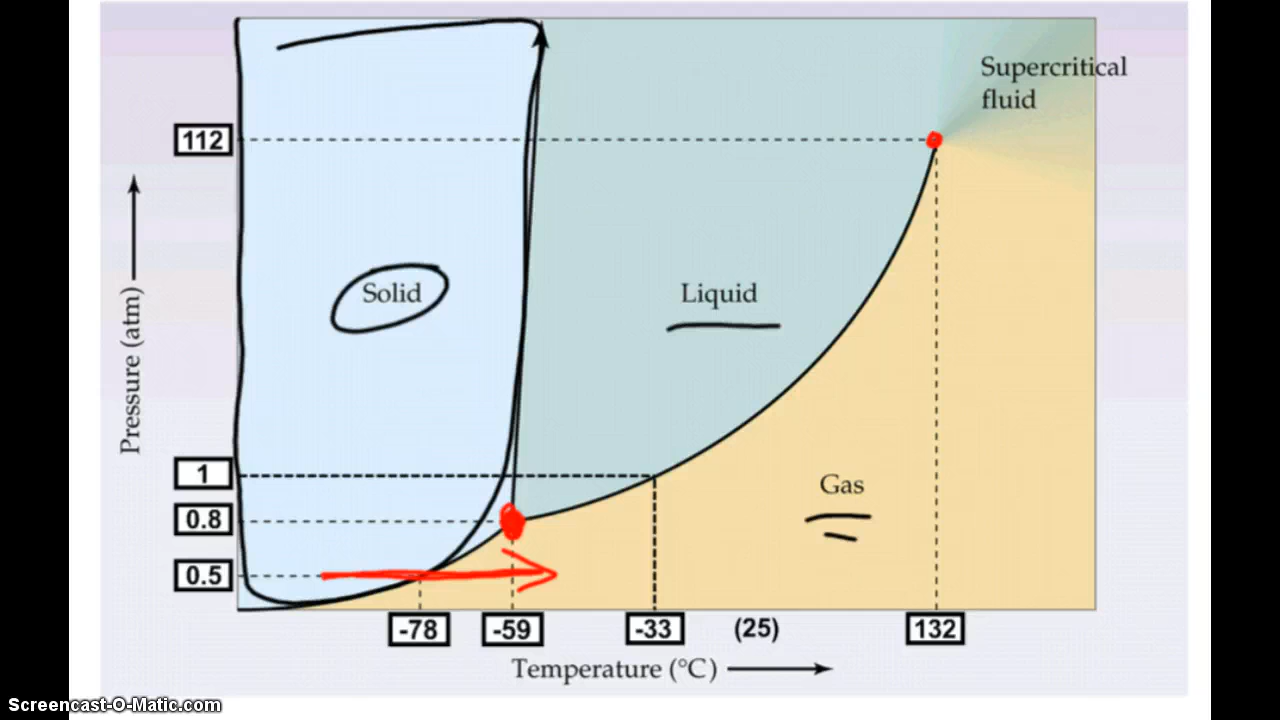 Supercritical
fluid
112
Pressure (atm)
Solid
Liquid
1
Gas
0.8
0.5
-78
-59
-33
(25)
132
Temperature (°C)
Screencast-O-Matic.com